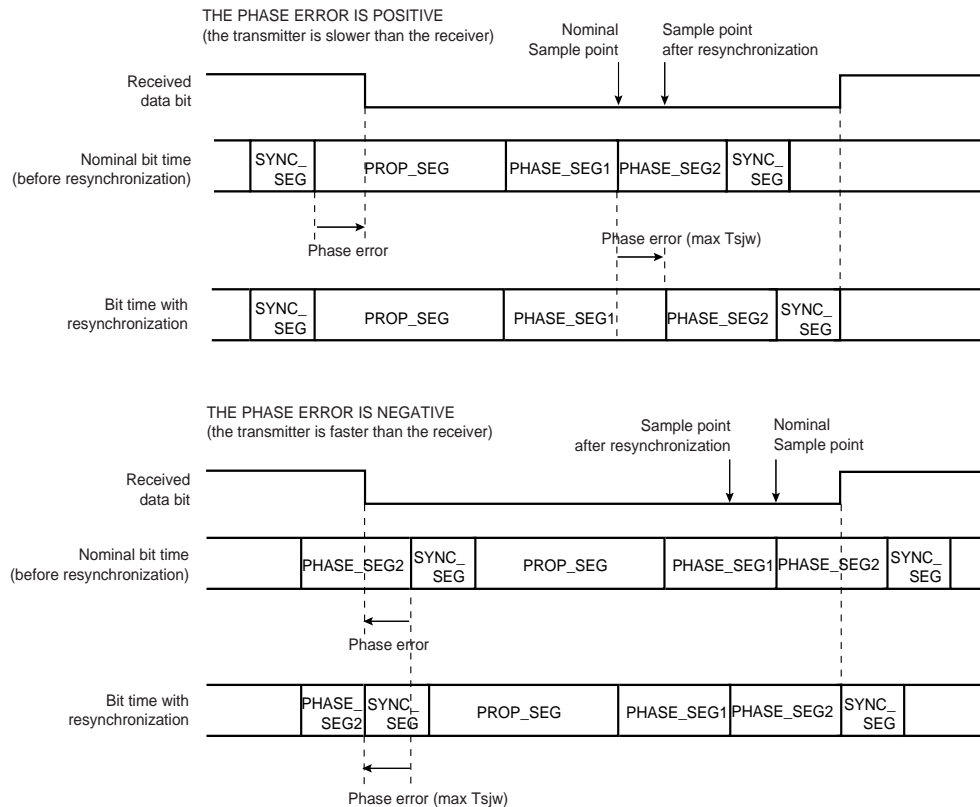 THE PHASE ERROR IS POSITIVE
(the transmitter is slower than the receiver)
Nominal
Sample point
Sample point
after resynchronization
Received
data bit
Nominal bit time
(before resynchronization)
SYNC_
SEG
PROP_SEG
PHASE_SEG1
PHASE_SEG2
SYNC_
SEG
Phase error
Phase error (max Tsjw)
Bit time with
resynchronization
SYNC_
SEG
PROP_SEG
PHASE_SEG1
PHASE_SEG2
SYNC_
SEG
THE PHASE ERROR IS NEGATIVE
(the transmitter is faster than the receiver)
Sample point
after resynchronization
Nominal
Sample point
Received
data bit
Nominal bit time
(before resynchronization)
PHASE_SEG2
SYNC_
SEG
PROP_SEG
PHASE_SEG1
PHASE_SEG2
SYNC_
SEG
Phase error
Bit time with
resynchronization
PHASE_
SEG2
SYNC_
SEG
PROP_SEG
PHASE_SEG1
PHASE_SEG2
SYNC_
SEG
Phase error (max Tsjw)